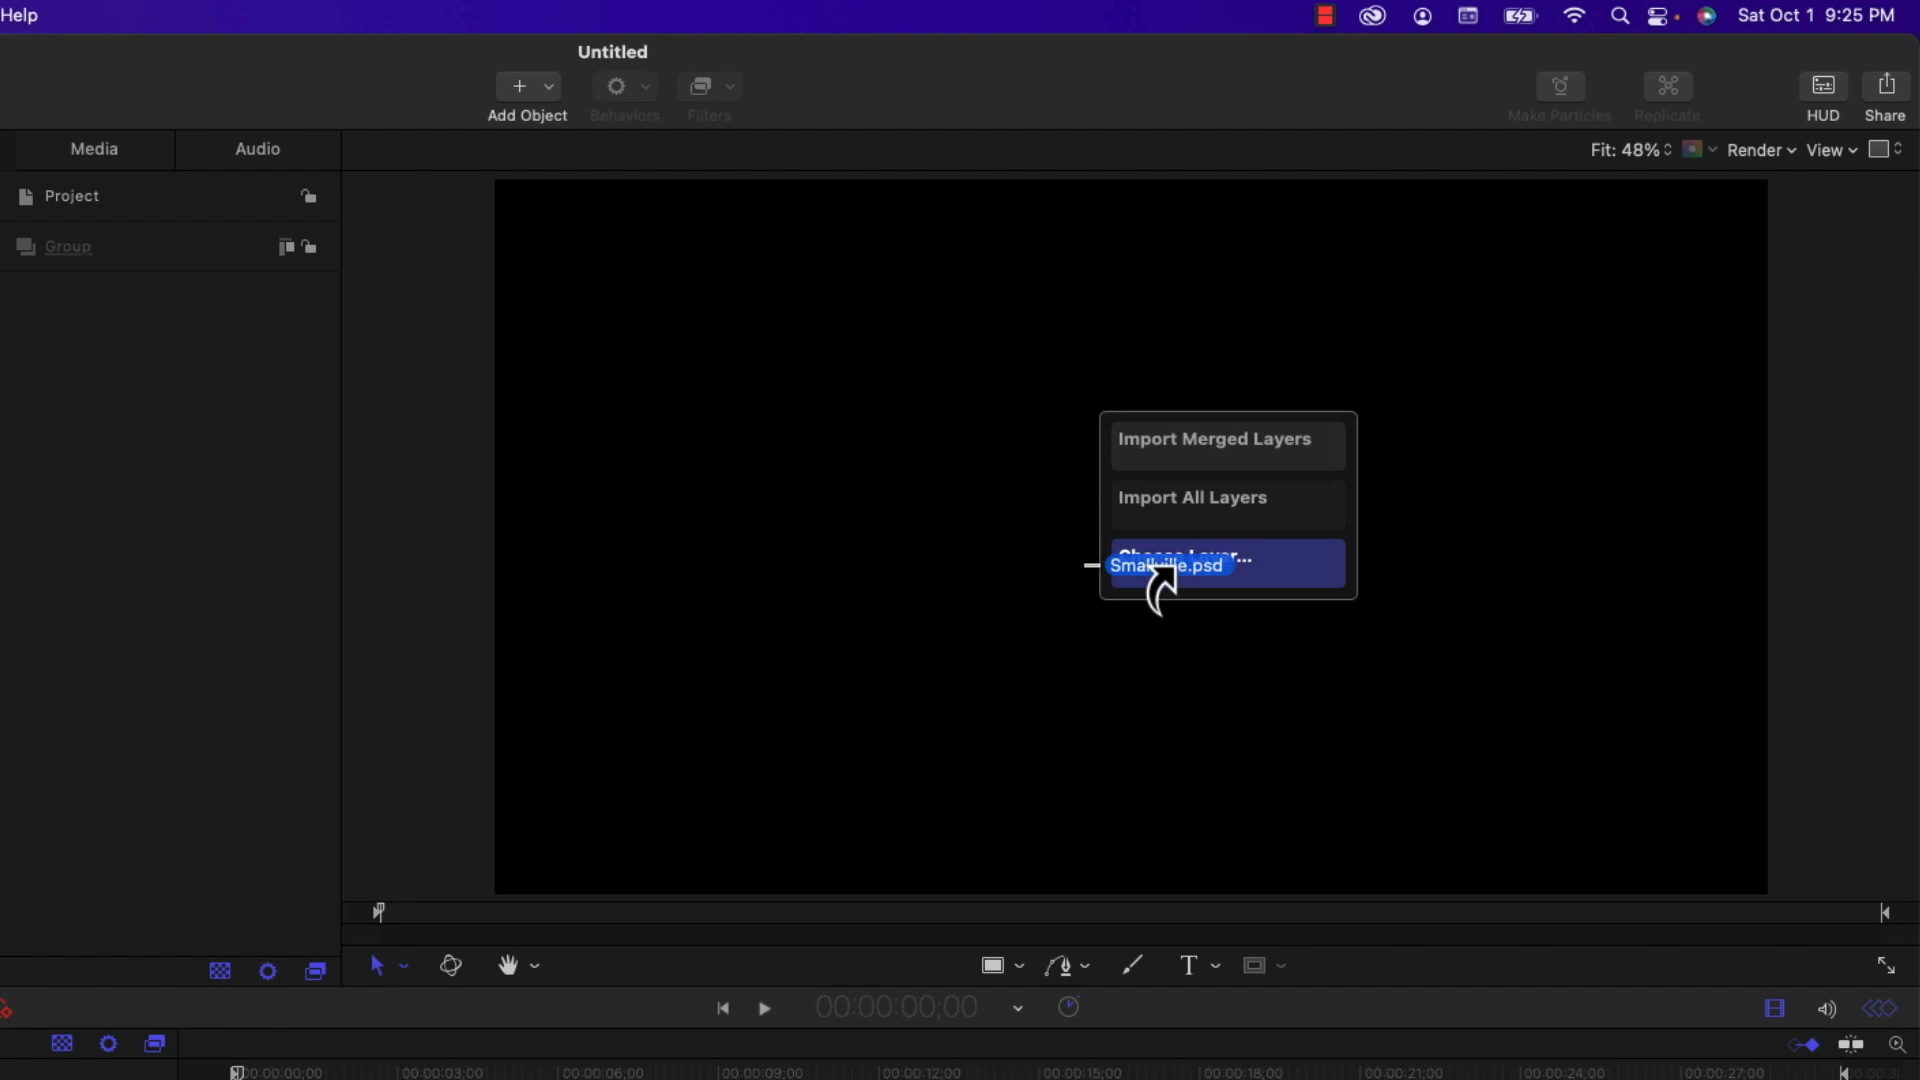 Help
Sat Oct 1 9:25 PM
Untitled
Add Object
Behaviors
Filters
Make Particles
Replicate
HUD
Share
Media
Audio
Fit: 48%
Render
View
Project
Group
Import Merged Layers
Import All Layers
Smallville.psd
00:00:00;00
00:00:00;00
00:00:03;00
00:00:06;00
00:00:09;00
00:00:12;00
00:00:15;00
00:00:18;00
00:00:21;00
00:00:24;00
00:00:27;00